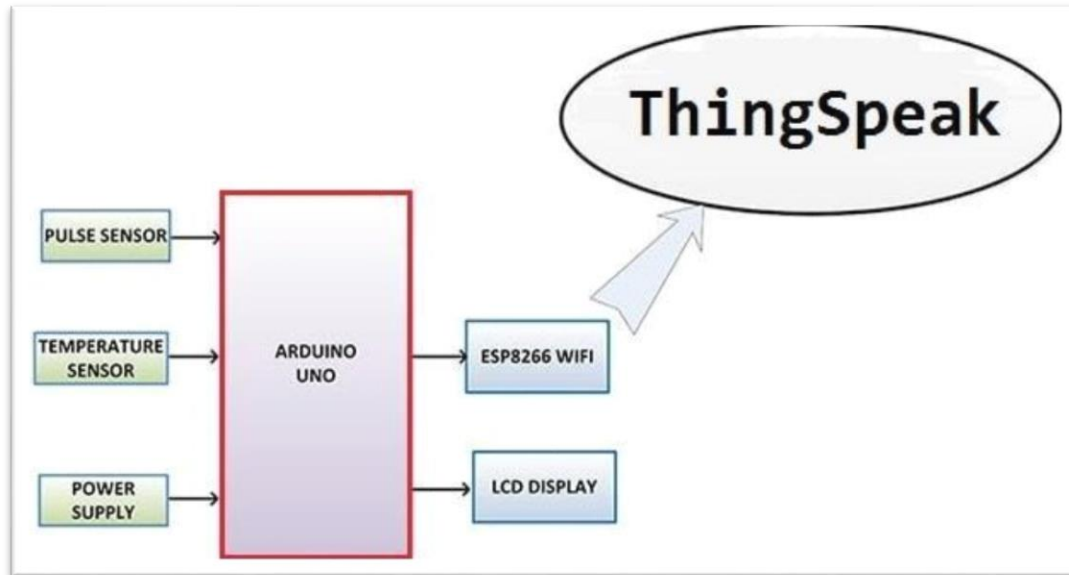 ThingSpeak
PULSE SENSOR
TEMPERATURE
SENSOR
POWER
SUPPLY
ARDUINO
UNO
ESP8266 WIFI
LCD DISPLAY